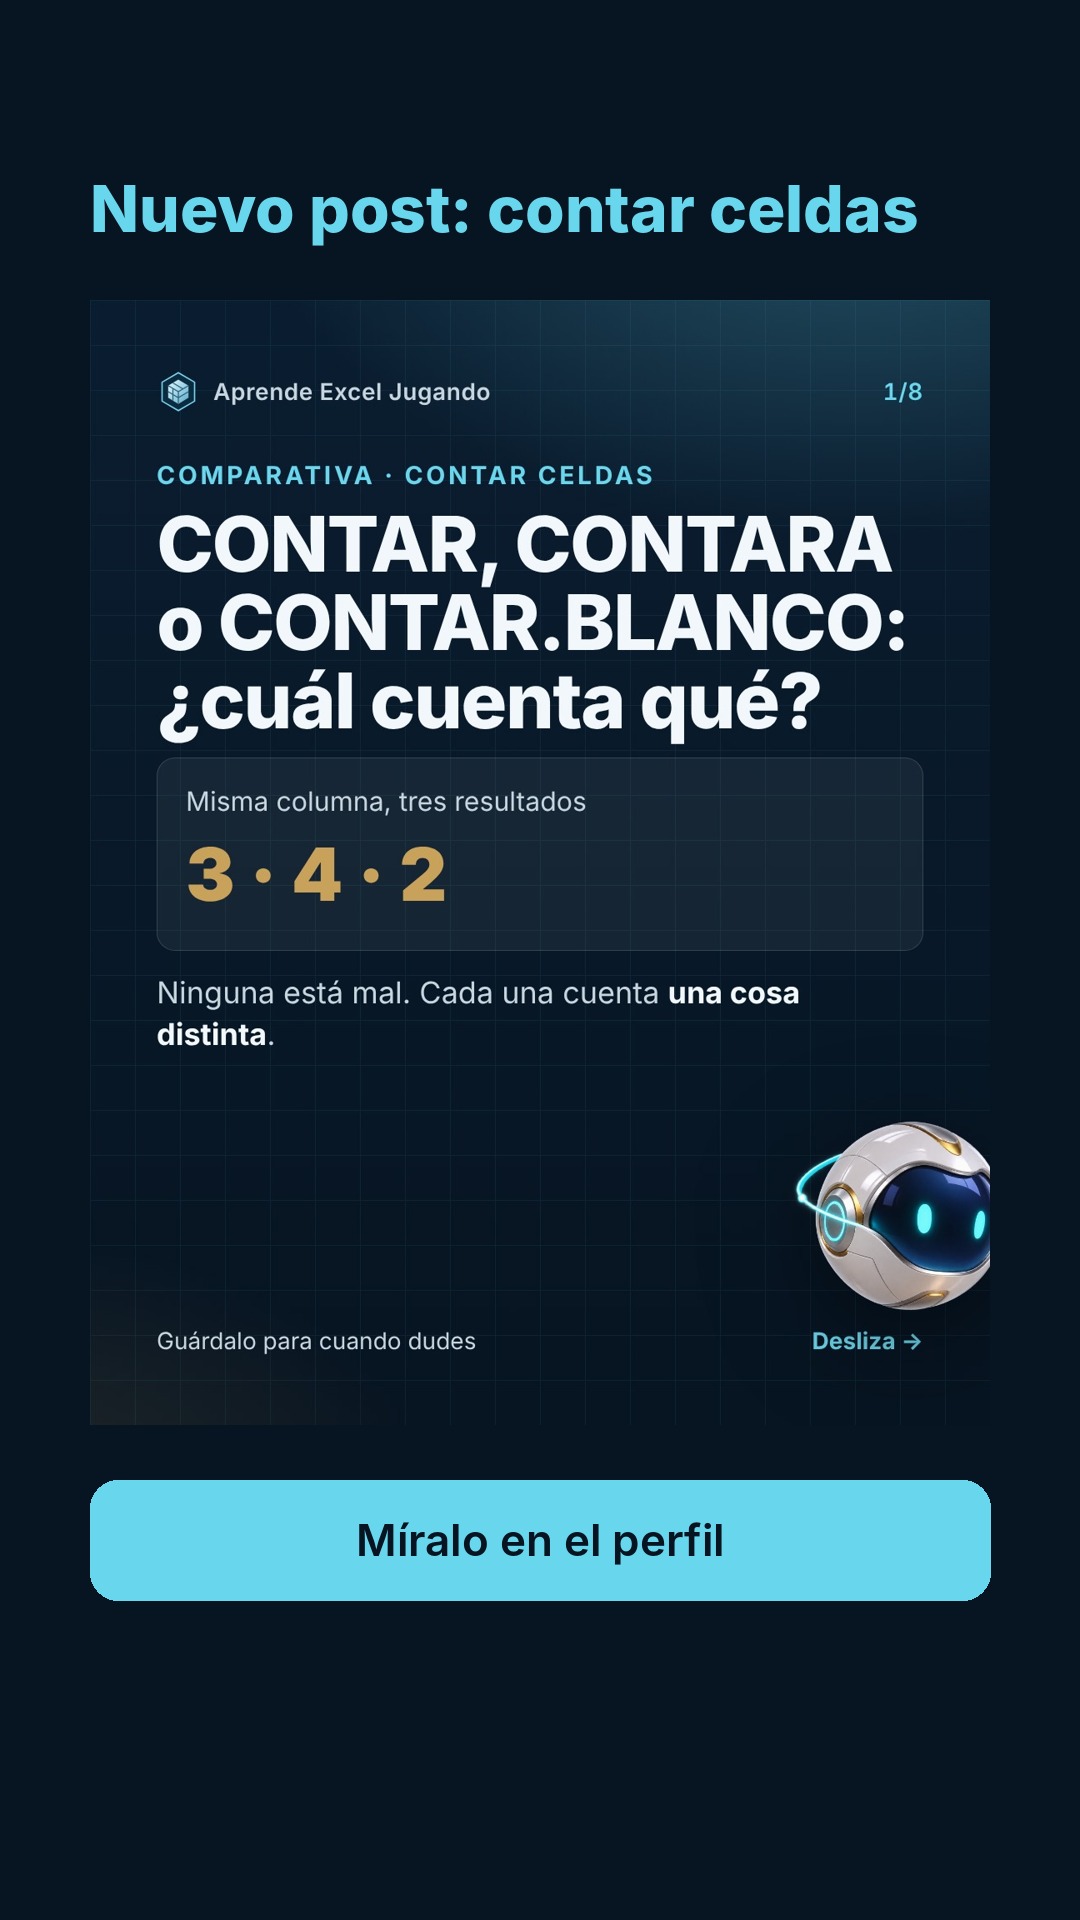 Nuevo post: contar celdas
Aprende Excel Jugando
1/8
COMPARATIVA · CONTAR CELDAS
CONTAR, CONTARA
o CONTAR.BLANCO:
¿cuál cuenta qué?
Misma columna, tres resultados
3 · 4 · 2
Ninguna está mal. Cada una cuenta una cosa
distinta.
Guárdalo para cuando dudes
Desliza →
Míralo en el perfil